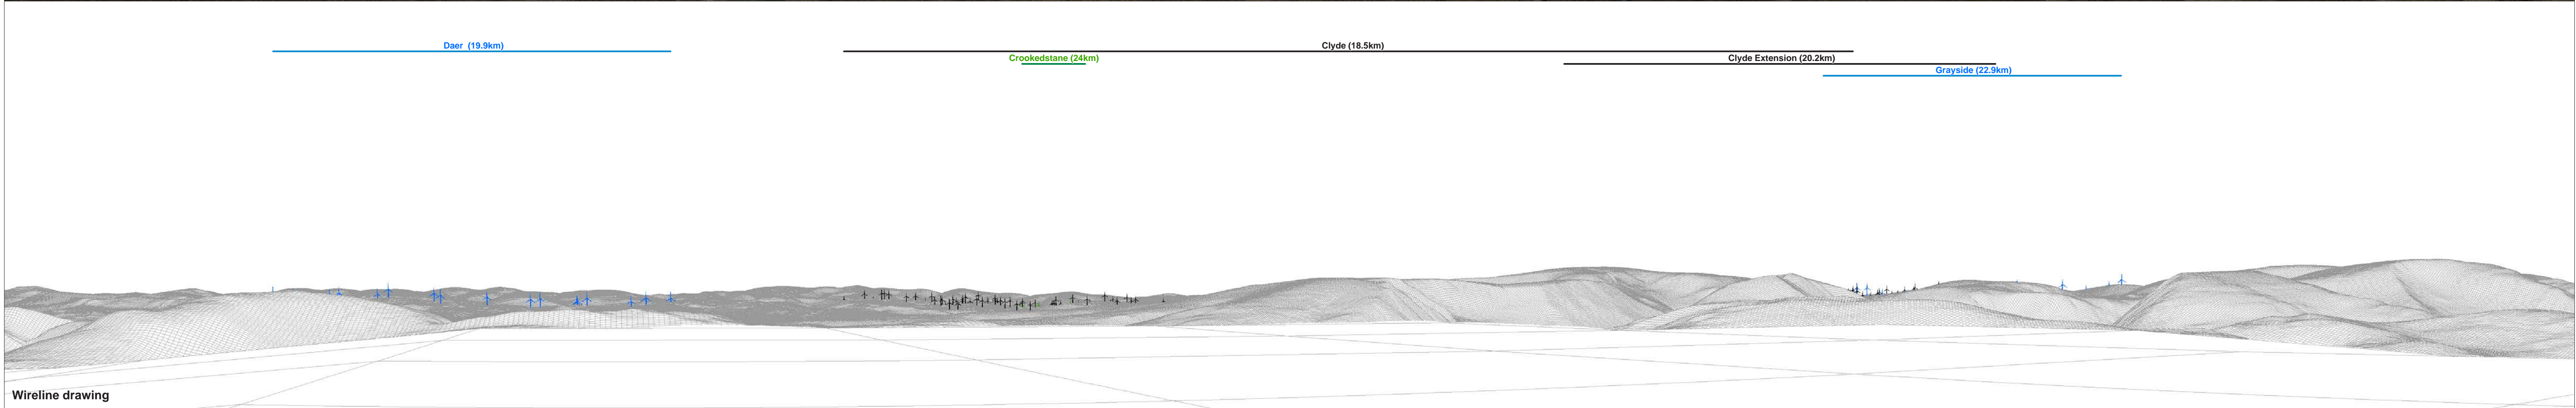 Daer (19.9km)
Clyde (18.5km)
Crookedstane (24km)
Clyde Extension (20.2km)
Grayside (22.9km)
Wireline drawing